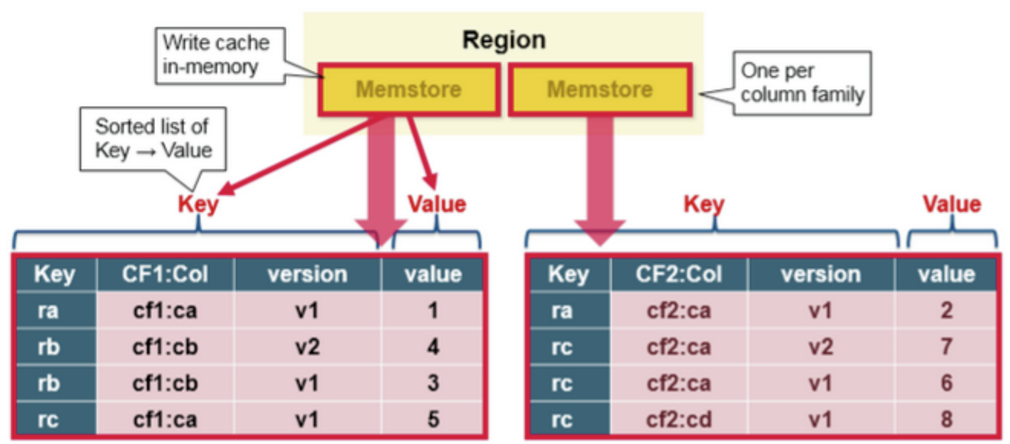 Region
Write cache
in-memory
Memstore
Memstore
One per
column family
Sorted list of
Key → Value
Key
Value
Key
Value
Key CF1:Col version value
ra cf1:ca v1 1
rb cf1:cb v2 4
rb cf1:cb v1 3
rc cf1:ca v1 5
Key CF2:Col version value
ra cf2:ca v1 2
rc cf2:ca v2 7
rc cf2:ca v1 6
rc cf2:cd v1 8